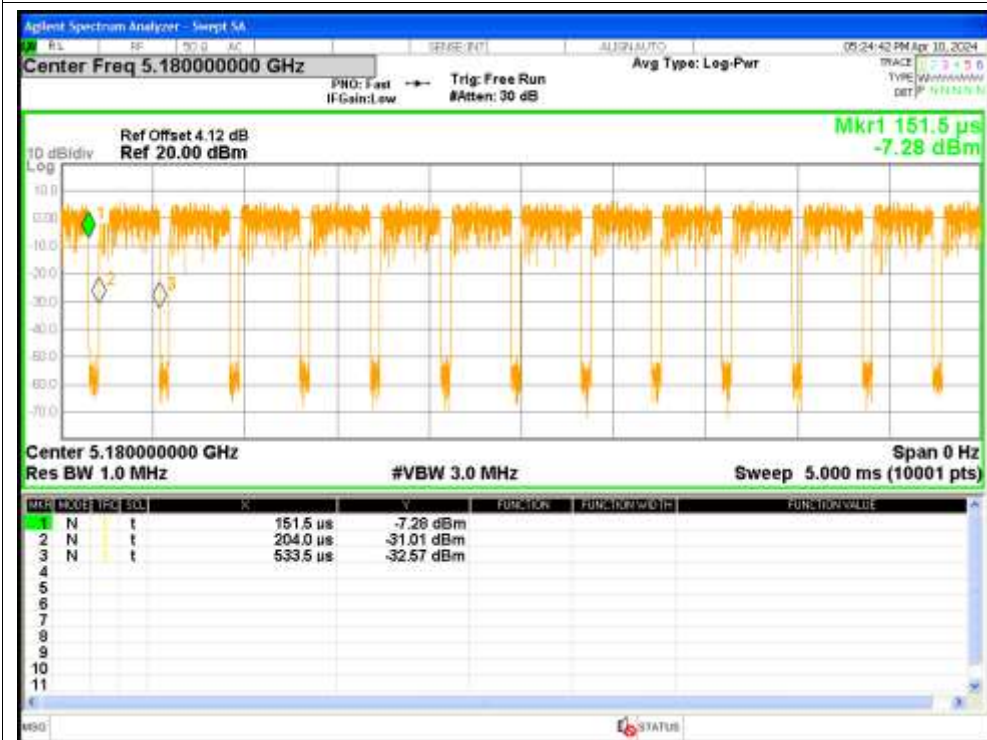 Agilent Spectrum Analyzer - Swept SA
RL RF 50 Ω AC SENSE:INT ALIGN AUTO 05:24:42 PM Apr 10, 2024
Center Freq 5.180000000 GHz
PNO: Fast Trig: Free Run Avg Type: Log-Pwr TRACE 1 2 3 4 5 6
IFGain:Low #Atten: 30 dB TYPE
DET P N N N N N
Mkr1 151.5 µs
-7.28 dBm
Ref Offset 4.12 dB
10 dB/div Ref 20.00 dBm
Log
10.0
0.00
-10.0
-20.0
-30.0
-40.0
-50.0
-60.0
-70.0
1
2
3
Center 5.180000000 GHz Span 0 Hz
Res BW 1.0 MHz #VBW 3.0 MHz Sweep 5.000 ms (10001 pts)
MKR MODE TRC SCL X Y FUNCTION FUNCTION WIDTH FUNCTION VALUE
1 N t 151.5 µs -7.28 dBm
2 N t 204.0 µs -31.01 dBm
3 N t 533.5 µs -32.57 dBm
4
5
6
7
8
9
10
11
MSG STATUS